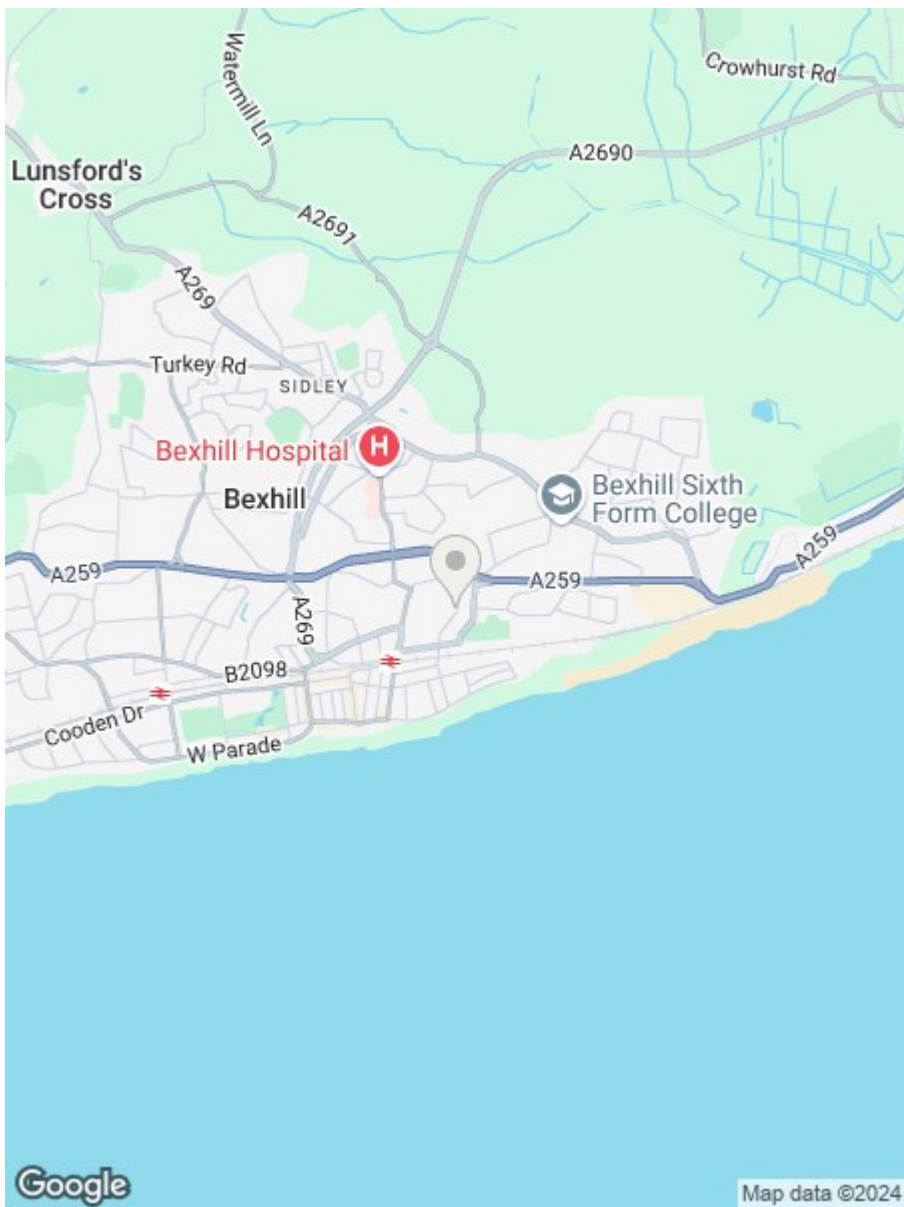 Watermill Ln
Crowhurst Rd
A2690
Lunsford's
Cross
A2691
A269
Turkey Rd
SIDLEY
Bexhill Hospital
H
Bexhill
Bexhill Sixth
Form College
A259
A259
A259
A269
B2098
Cooden Dr
W Parade
Google
Map data ©2024